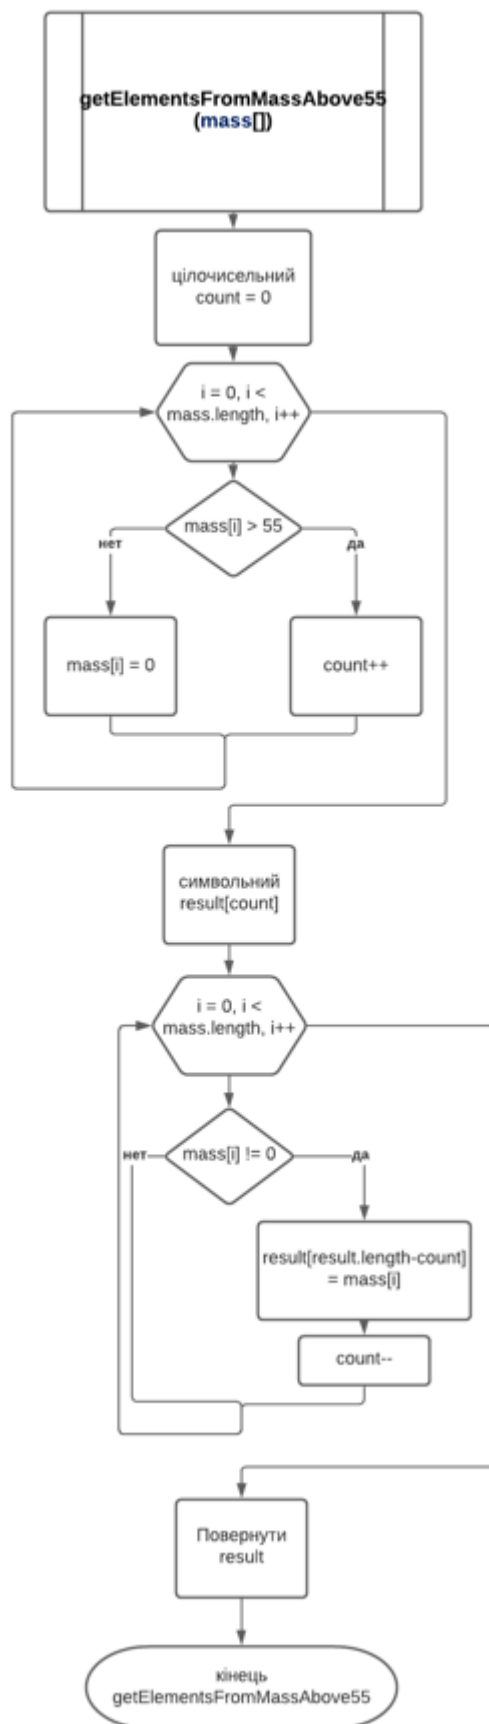 getElementsFromMassAbove55
(mass[])
цілочисельний
count = 0
i = 0, i <
mass.length, i++
mass[i] > 55
нет
да
mass[i] = 0
count++
символьний
result[count]
i = 0, i <
mass.length, i++
mass[i] != 0
нет
да
result[result.length-count]
= mass[i]
count--
Повернути
result
кінець
getElementsFromMassAbove55